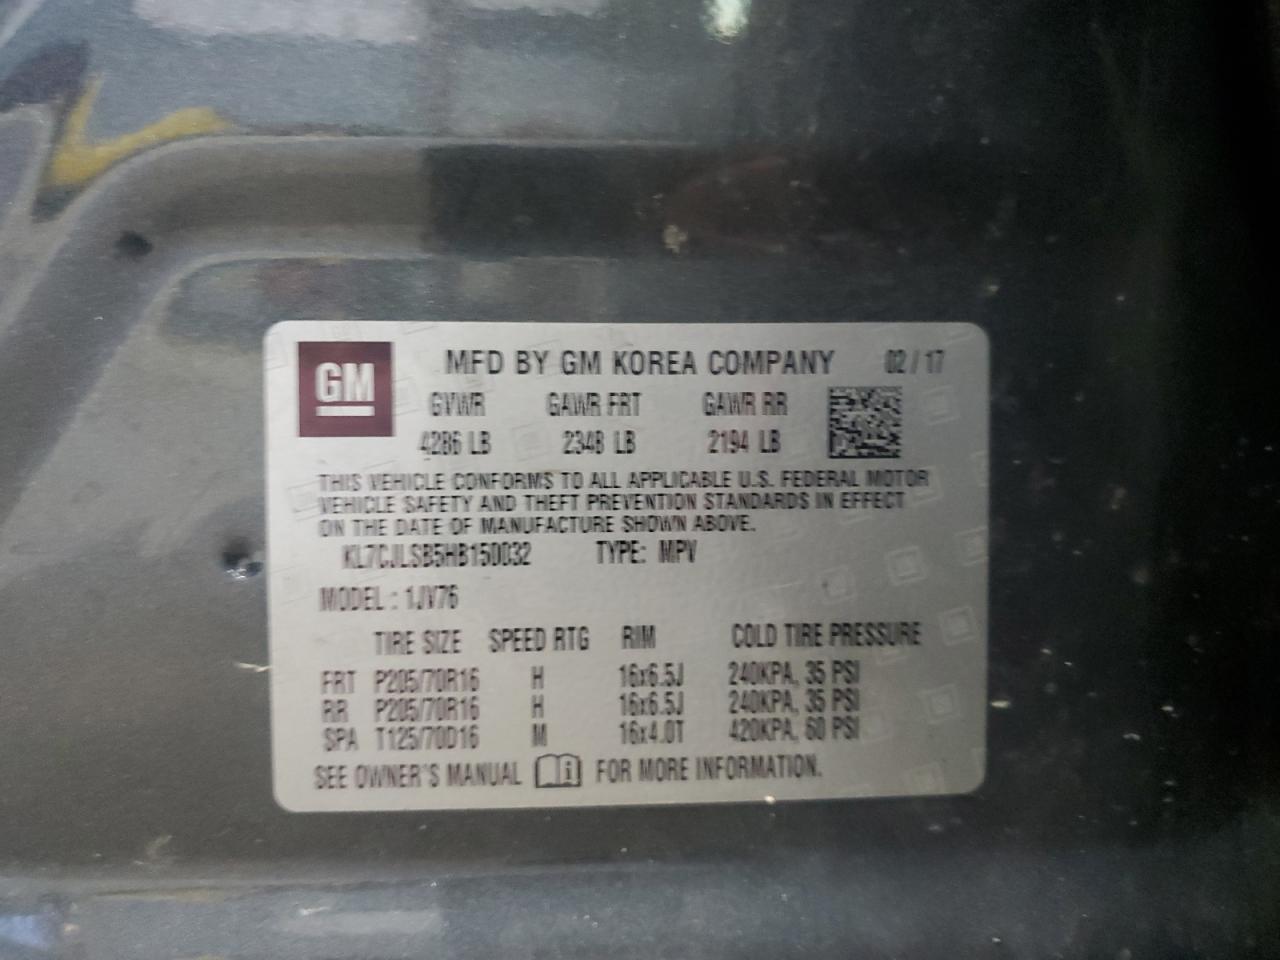 GM
MFD BY GM KOREA COMPANY 02 / 17
GVWR GAWR FRT GAWR RR
4286 LB 2348 LB 2194 LB
THIS VEHICLE CONFORMS TO ALL APPLICABLE U.S. FEDERAL MOTOR
VEHICLE SAFETY AND THEFT PREVENTION STANDARDS IN EFFECT
ON THE DATE OF MANUFACTURE SHOWN ABOVE.
KL7CJLSB5HB150032 TYPE: MPV
MODEL : 1JV76
TIRE SIZE SPEED RTG RIM COLD TIRE PRESSURE
FRT P205/70R16 H 16x6.5J 240KPA, 35 PSI
RR P205/70R16 H 16x6.5J 240KPA, 35 PSI
SPA T125/70D16 M 16x4.0T 420KPA, 60 PSI
SEE OWNER'S MANUAL i FOR MORE INFORMATION.